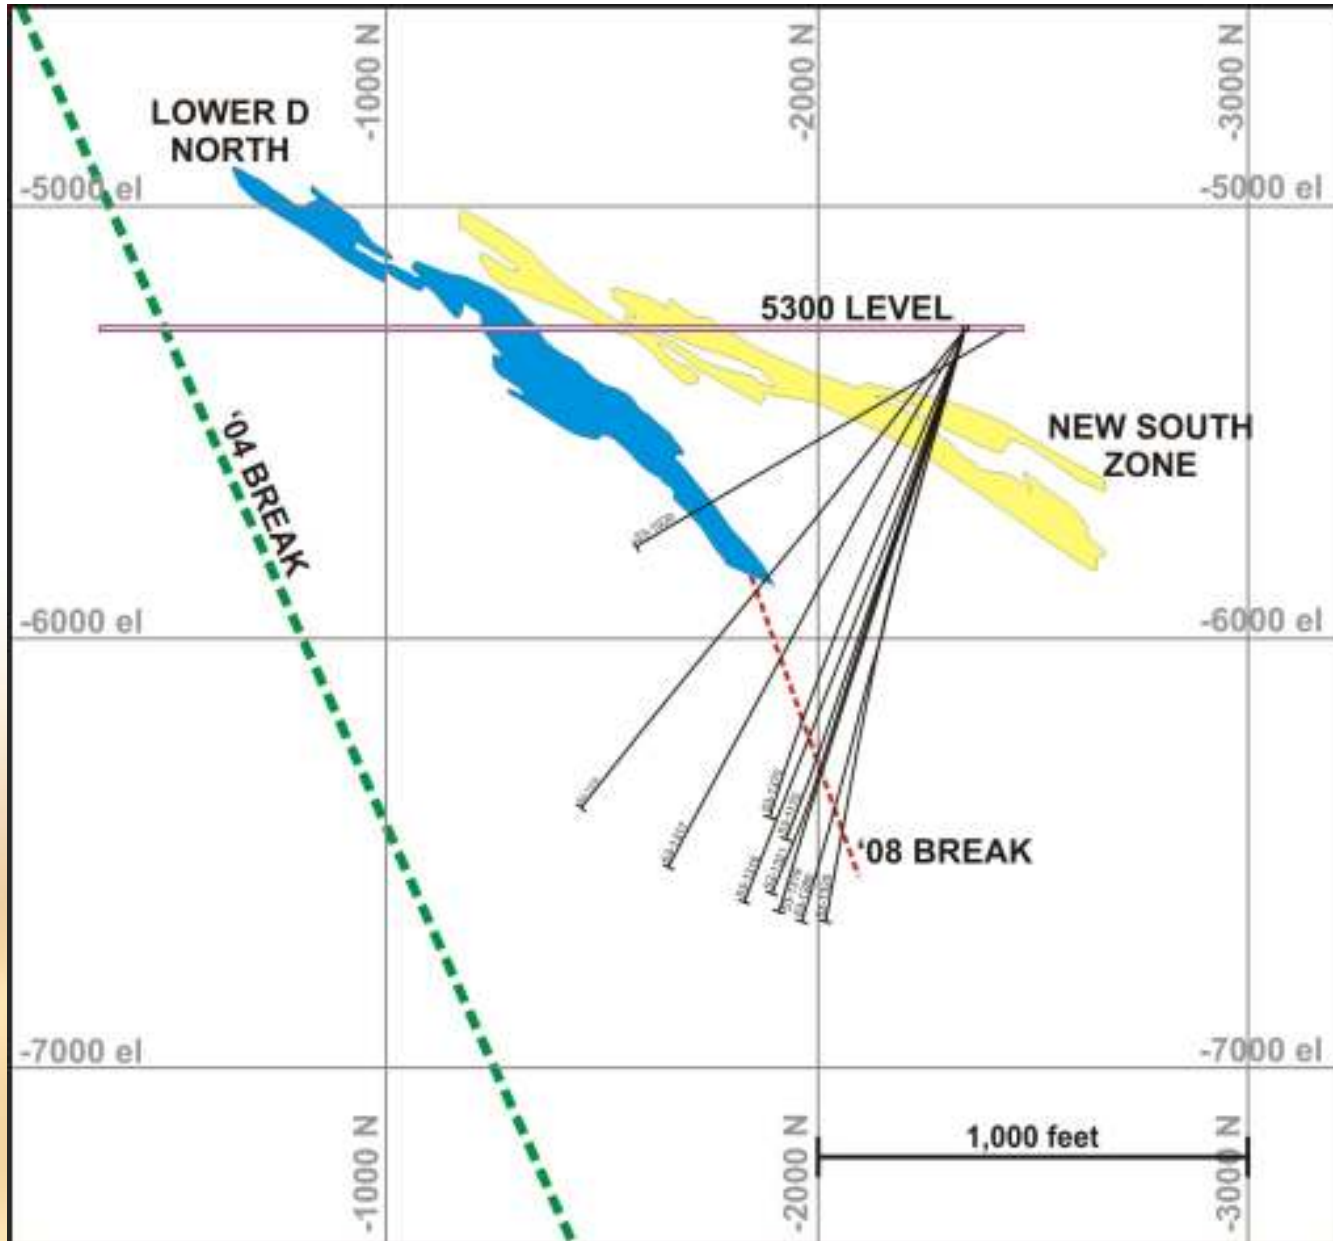 -1000 N
-2000 N
-3000 N
LOWER D
NORTH
-5000 el
-5000 el
5300 LEVEL
'04 BREAK
NEW SOUTH
ZONE
-6000 el
-6000 el
'08 BREAK
-7000 el
-7000 el
1,000 feet
-1000 N
-2000 N
-3000 N